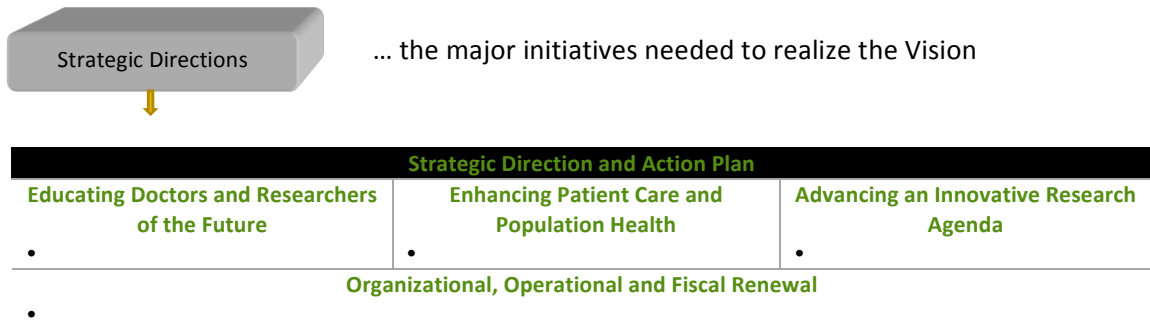 Strategic Directions
… the major initiatives needed to realize the Vision
Strategic Direction and Action Plan
Educating Doctors and Researchers
of the Future
•
Enhancing Patient Care and
Population Health
•
Advancing an Innovative Research
Agenda
•
Organizational, Operational and Fiscal Renewal
•